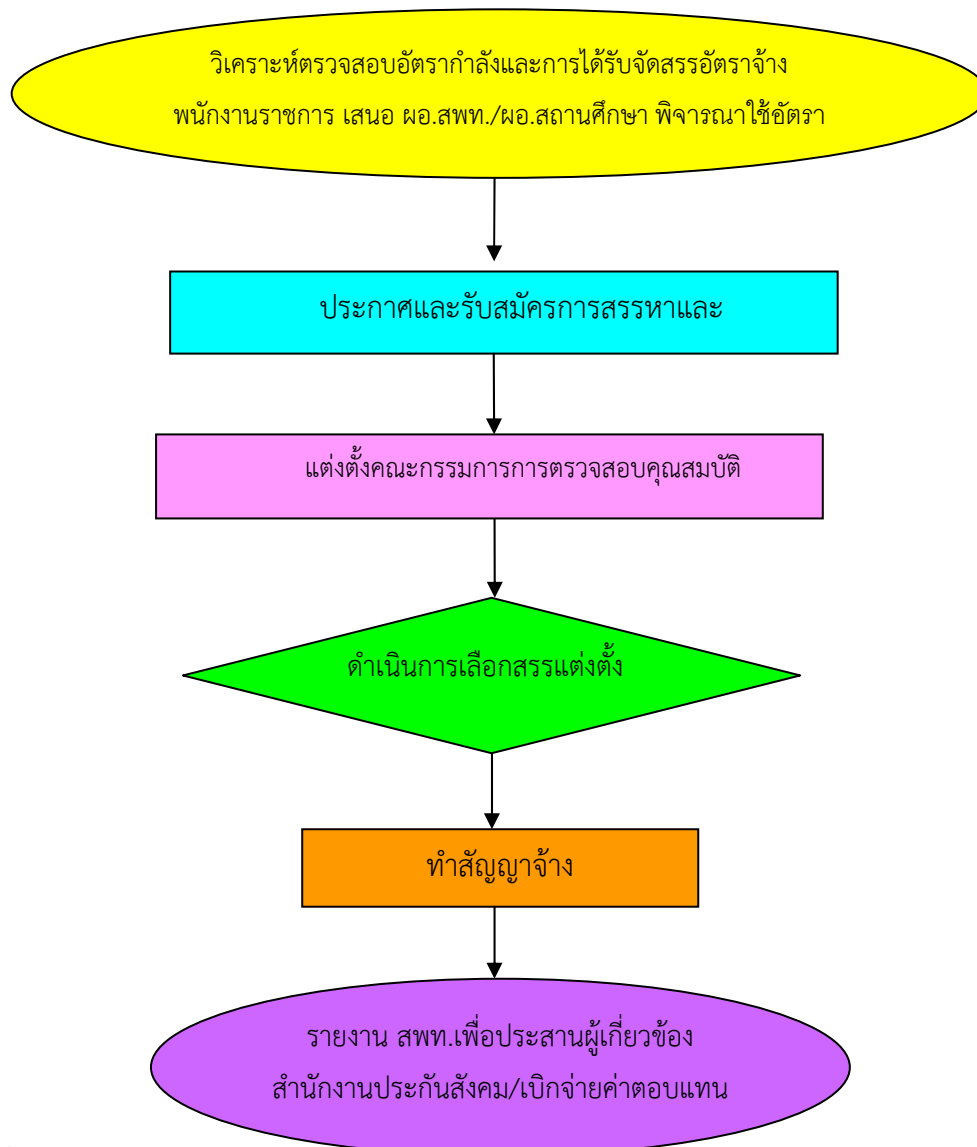 วิเคราะห์ตรวจสอบอัตรากำลังและการได้รับจัดสรรอัตราจ้าง
พนักงานราชการ เสนอ ผอ.สพท./ผอ.สถานศึกษา พิจารณาใช้อัตรา
ประกาศและรับสมัครการสรรหาและ
แต่งตั้งคณะกรรมการการตรวจสอบคุณสมบัติ
ดำเนินการเลือกสรรแต่งตั้ง
ทำสัญญาจ้าง
รายงาน สพท.เพื่อประสานผู้เกี่ยวข้อง
สำนักงานประกันสังคม/เบิกจ่ายค่าตอบแทน